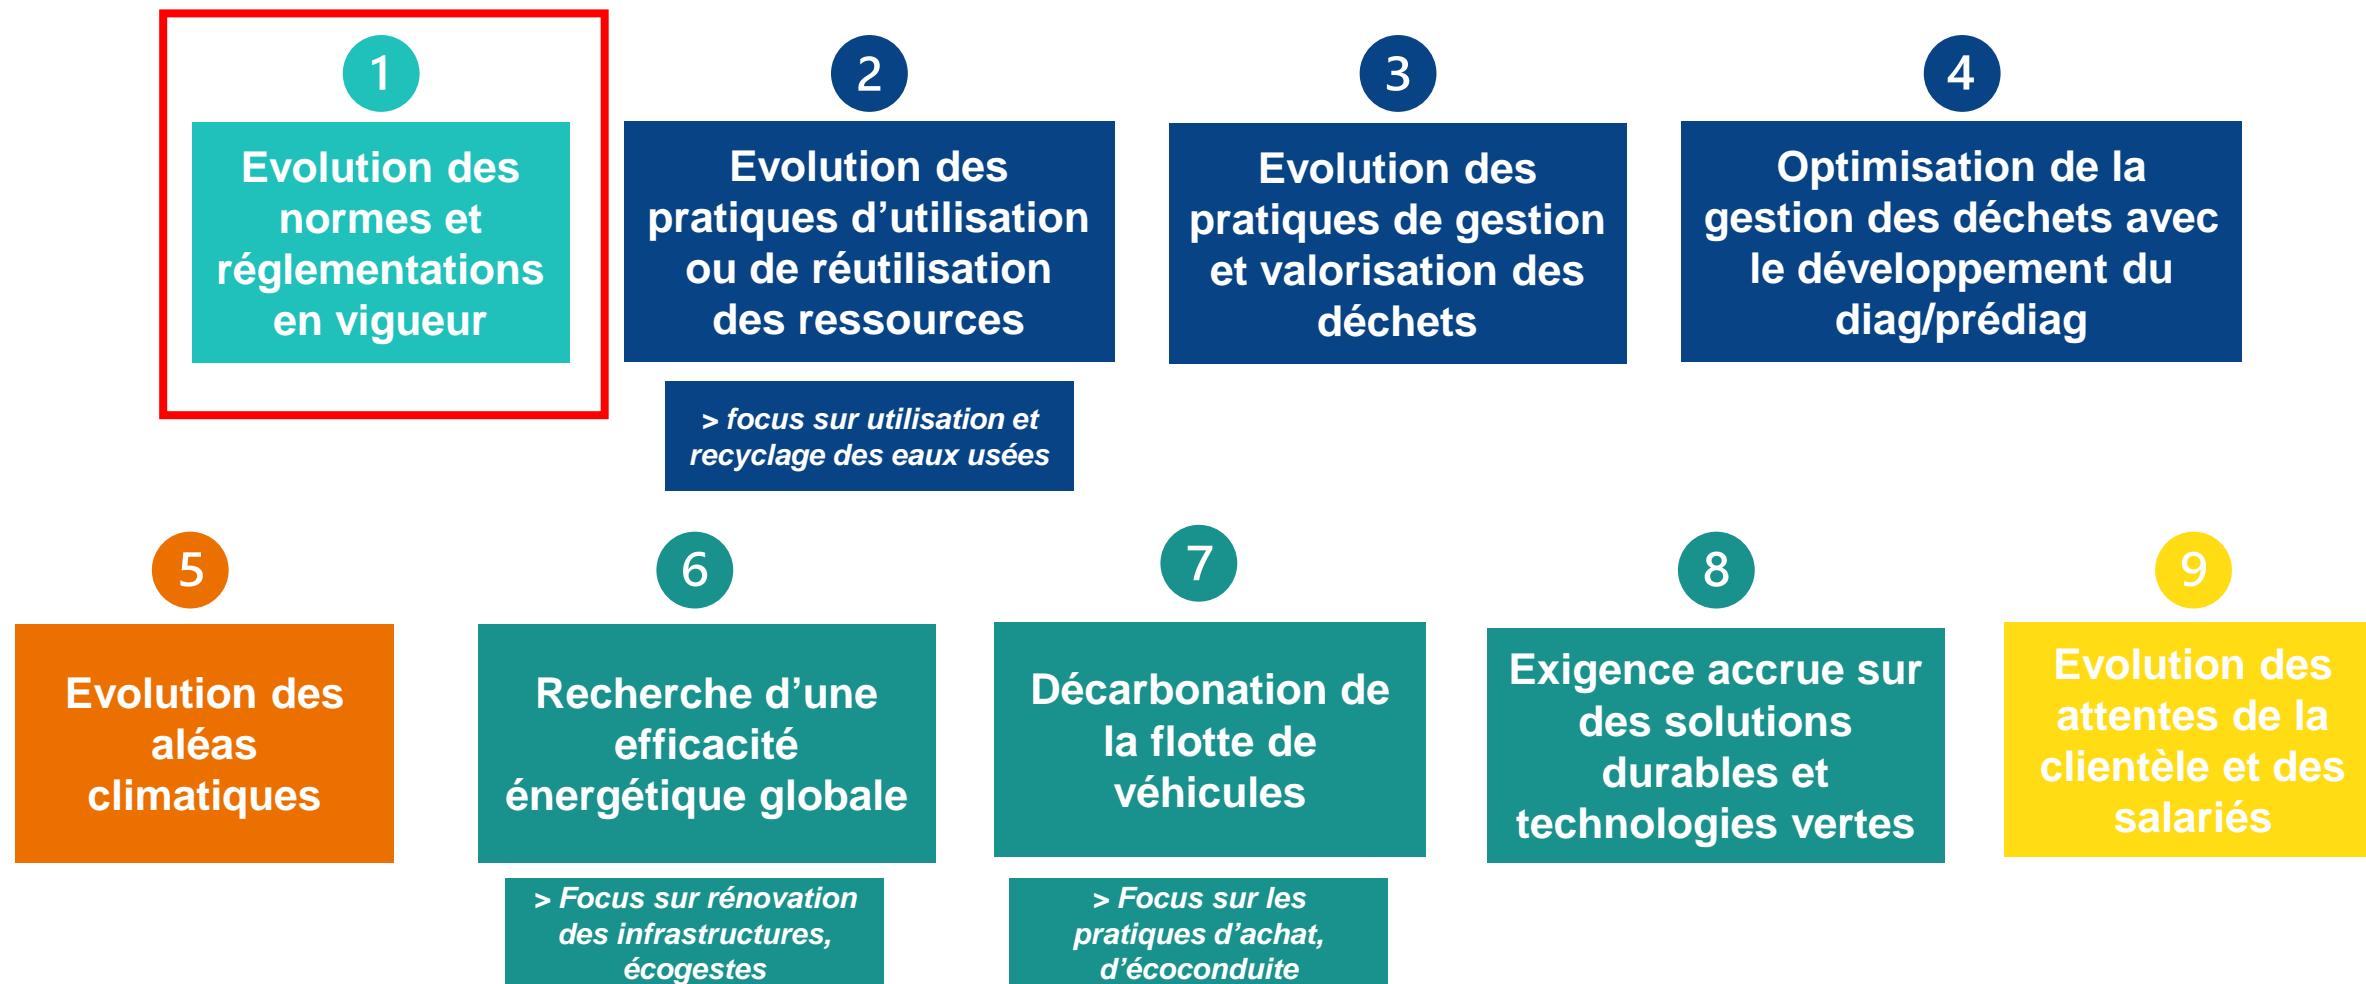 1
Evolution des
normes et
réglementations
en vigueur
2
Evolution des
pratiques d’utilisation
ou de réutilisation
des ressources
> focus sur utilisation et
recyclage des eaux usées
3
Evolution des
pratiques de gestion
et valorisation des
déchets
4
Optimisation de la
gestion des déchets avec
le développement du
diag/prédiag
5
Evolution des
aléas
climatiques
6
Recherche d’une
efficacité
énergétique globale
> Focus sur rénovation
des infrastructures,
écogestes
7
Décarbonation de
la flotte de
véhicules
> Focus sur les
pratiques d’achat,
d’écoconduite
8
Exigence accrue sur
des solutions
durables et
technologies vertes
9
Evolution des
attentes de la
clientèle et des
salariés